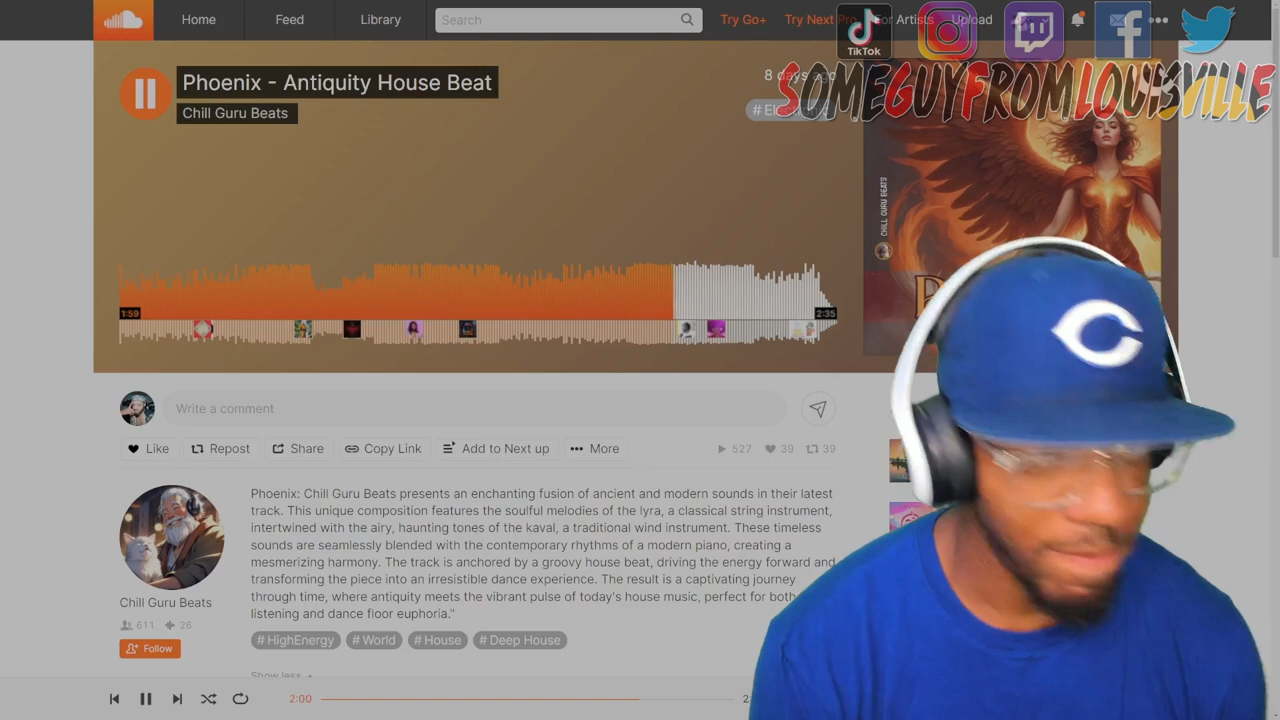 Home
Feed
Library
Search
Try Go+
Try Next Pro
For Artists
Upload
TikTok
SOMEGUYFROMLOUISVILLE
Phoenix - Antiquity House Beat
Chill Guru Beats
8 days ago
CHILL GURU BEATS
1:59
2:35
Write a comment
Like
Repost
Share
Copy Link
Add to Next up
More
527
39
39
Phoenix: Chill Guru Beats presents an enchanting fusion of ancient and modern sounds in their latest
track. This unique composition features the soulful melodies of the lyra, a classical string instrument,
intertwined with the airy, haunting tones of the kaval, a traditional wind instrument. These timeless
sounds are seamlessly blended with the contemporary rhythms of a modern piano, creating a
mesmerizing harmony. The track is anchored by a groovy house beat, driving the energy forward and
transforming the piece into an irresistible dance experience. The result is a captivating journey
through time, where antiquity meets the vibrant pulse of today's house music, perfect for both
listening and dance floor euphoria."
# HighEnergy
# World
# House
# Deep House
Chill Guru Beats
611
26
Follow
Show less
2:00
C